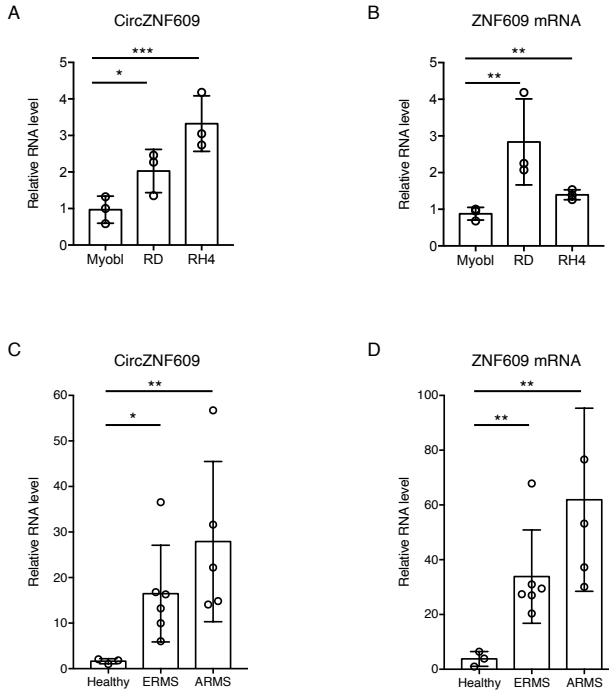 A
CircZNF609
***
*
Relative RNA level
5
4
3
2
1
0
Myobl RD RH4
B
ZNF609 mRNA
**
**
Relative RNA level
5
4
3
2
1
0
Myobl RD RH4
C
CircZNF609
**
*
Relative RNA level
60
50
40
30
20
10
0
Healthy ERMS ARMS
D
ZNF609 mRNA
**
**
Relative RNA level
100
80
60
40
20
0
Healthy ERMS ARMS